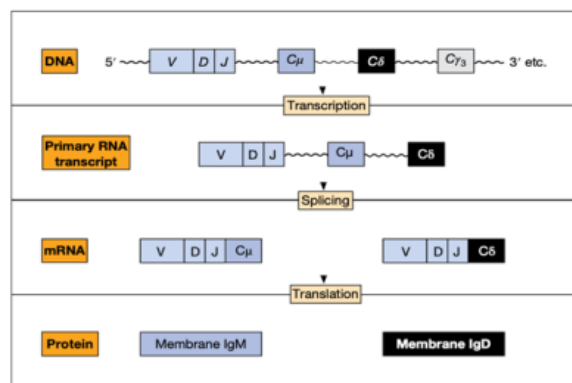 DNA 5′ V D J Cμ Cδ Cγ3 3′ etc.
Transcription
Primary RNA
transcript
V D J Cμ Cδ
Splicing
mRNA V D J Cμ V D J Cδ
Translation
Protein Membrane IgM Membrane IgD